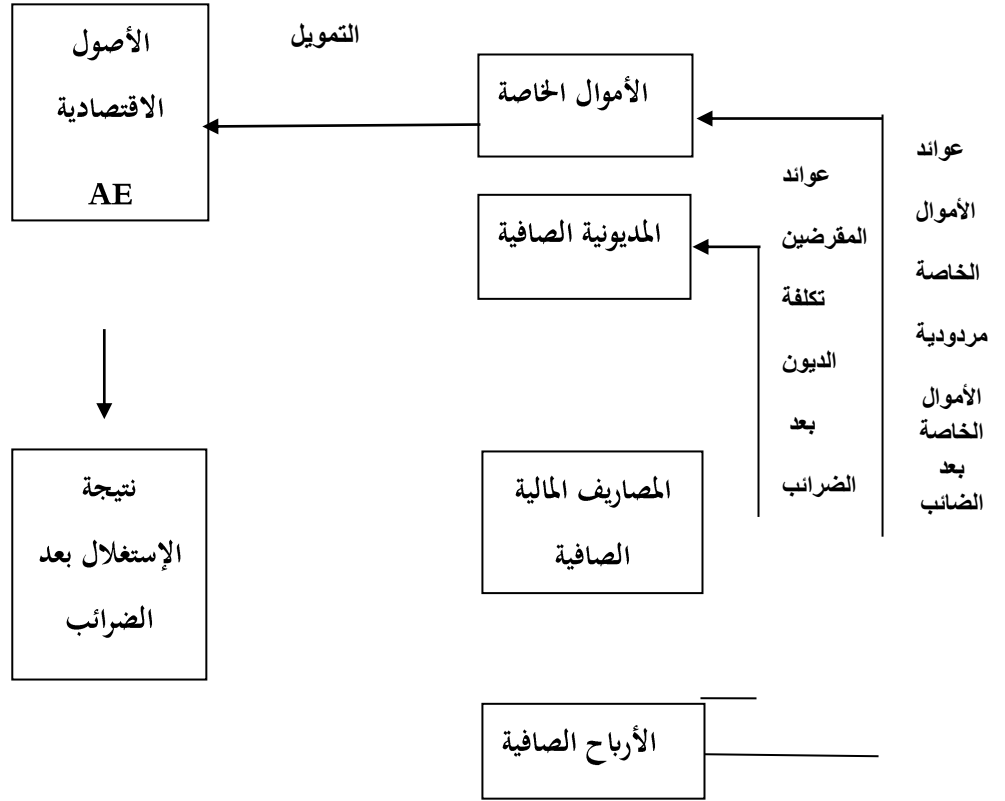 الأصول
الاقتصادية
AE
التمويل
الأموال الخاصة
المديونية الصافية
عوائد
المقرضين
تكلفة
الديون
بعد
الضرائب
عوائد
الأموال
الخاصة
مردودية
الأموال
الخاصة
بعد
الضائب
نتيجة
الإستغلال بعد
الضرائب
المصاريف المالية
الصافية
الأرباح الصافية